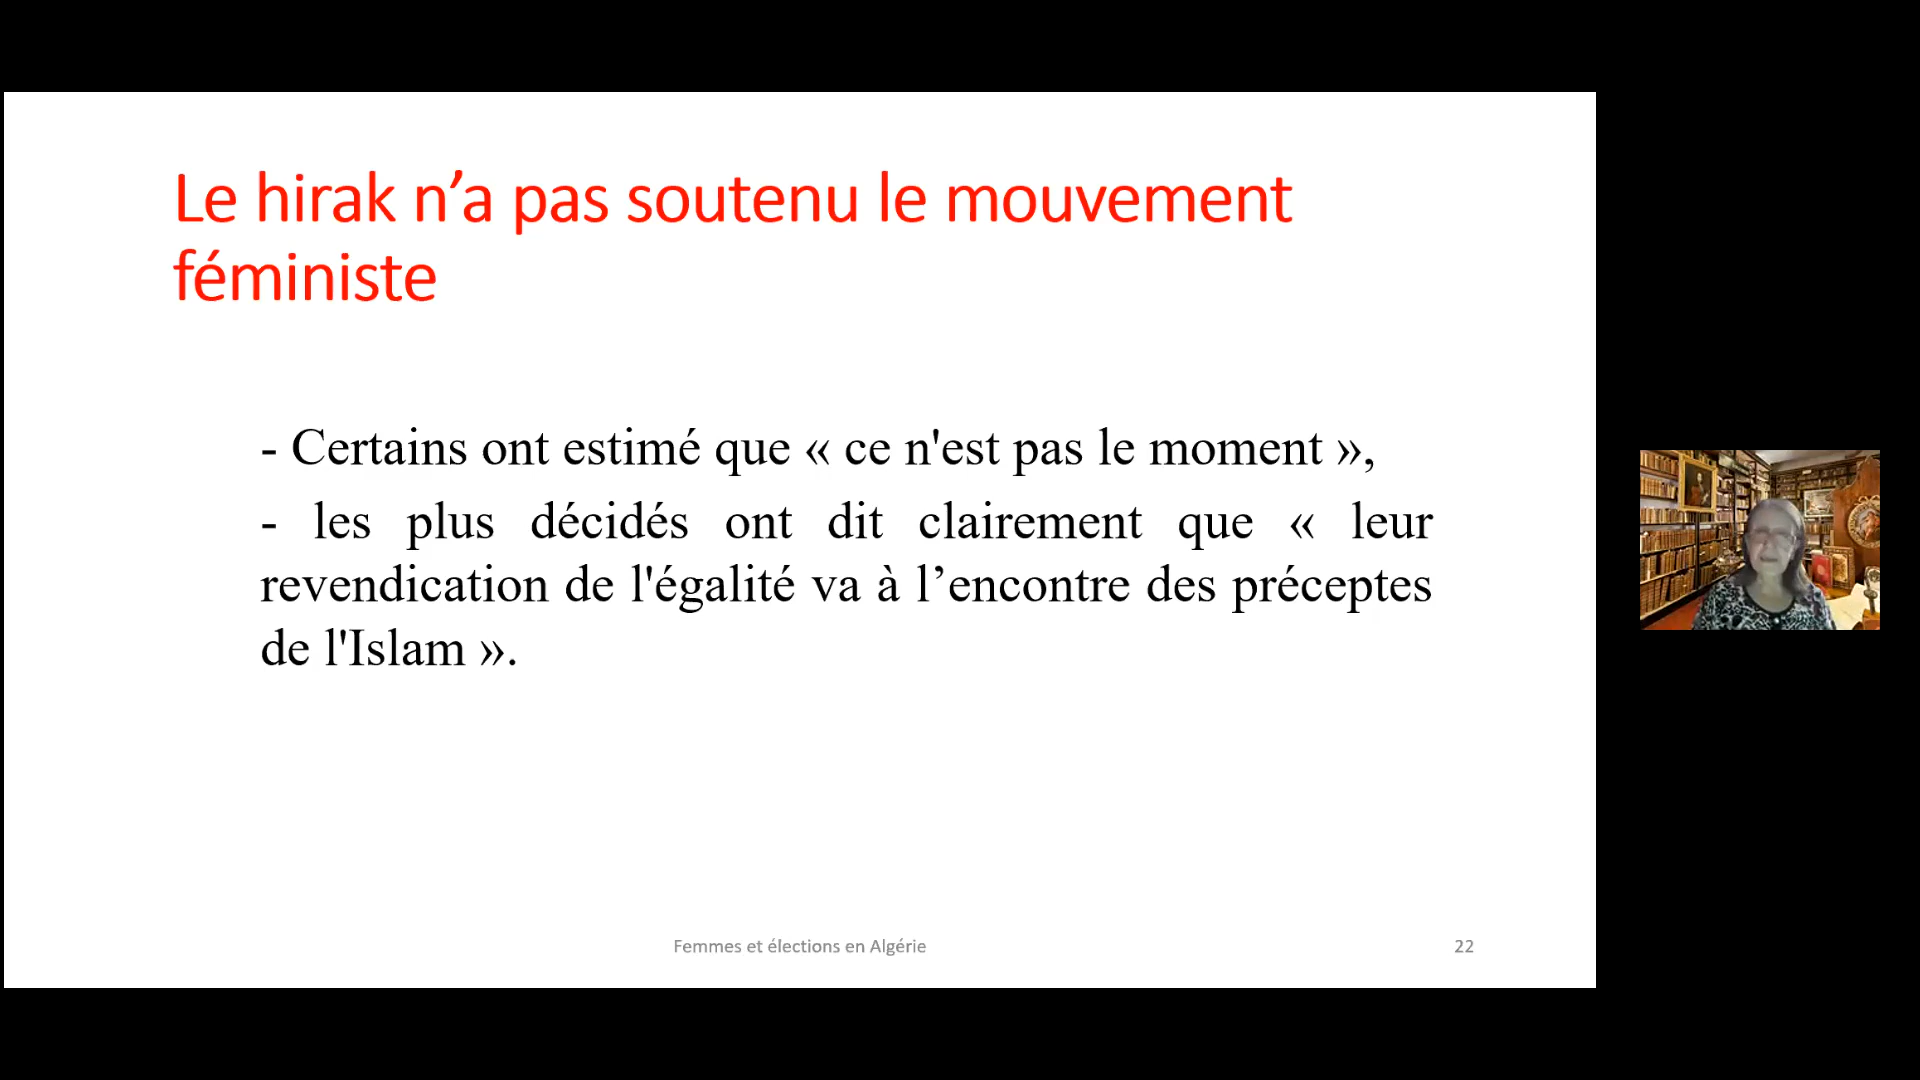 Le hirak n’a pas soutenu le mouvement
féministe
- Certains ont estimé que « ce n'est pas le moment »,
- les plus décidés ont dit clairement que « leur
revendication de l'égalité va à l’encontre des préceptes
de l'Islam ».
Femmes et élections en Algérie
22